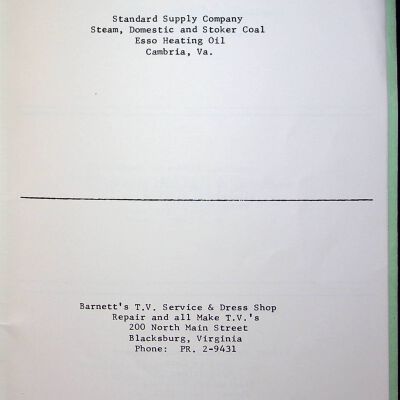 Standard Supply Company
Steam, Domestic and Stoker Coal
Esso Heating Oil
Cambria, Va.
Barnett's T.V. Service & Dress Shop
Repair and all Make T.V.'s
200 North Main Street
Blacksburg, Virginia
Phone: PR. 2-9431